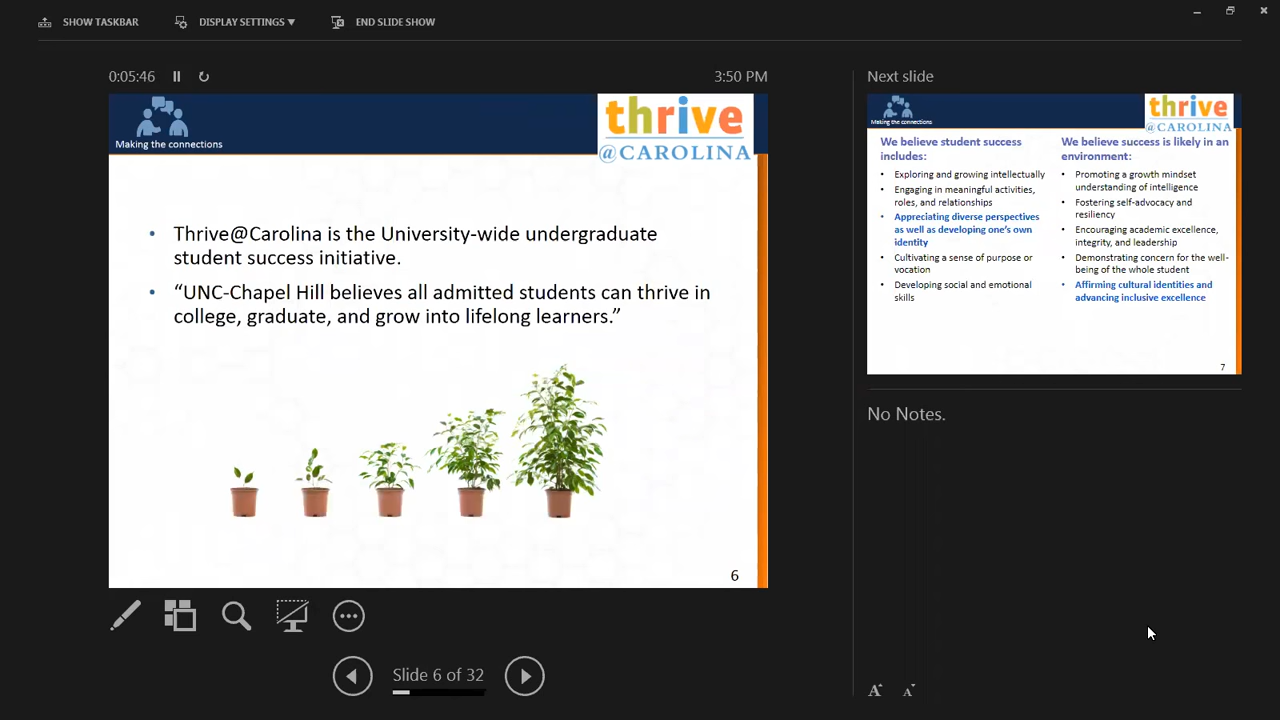 SHOW TASKBAR
DISPLAY SETTINGS ▼
END SLIDE SHOW
0:05:46
3:50 PM
Making the connections
thrive
@CAROLINA
• Thrive@Carolina is the University-wide undergraduate
student success initiative.
• “UNC-Chapel Hill believes all admitted students can thrive in
college, graduate, and grow into lifelong learners.”
6
Slide 6 of 32
Next slide
Making the connections
thrive
@CAROLINA
We believe student success
includes:
• Exploring and growing intellectually
• Engaging in meaningful activities,
roles, and relationships
• Appreciating diverse perspectives
as well as developing one’s own
identity
• Cultivating a sense of purpose or
vocation
• Developing social and emotional
skills
We believe success is likely in an
environment:
• Promoting a growth mindset
understanding of intelligence
• Fostering self-advocacy and
resiliency
• Encouraging academic excellence,
integrity, and leadership
• Demonstrating concern for the well-
being of the whole student
• Affirming cultural identities and
advancing inclusive excellence
7
No Notes.
A A